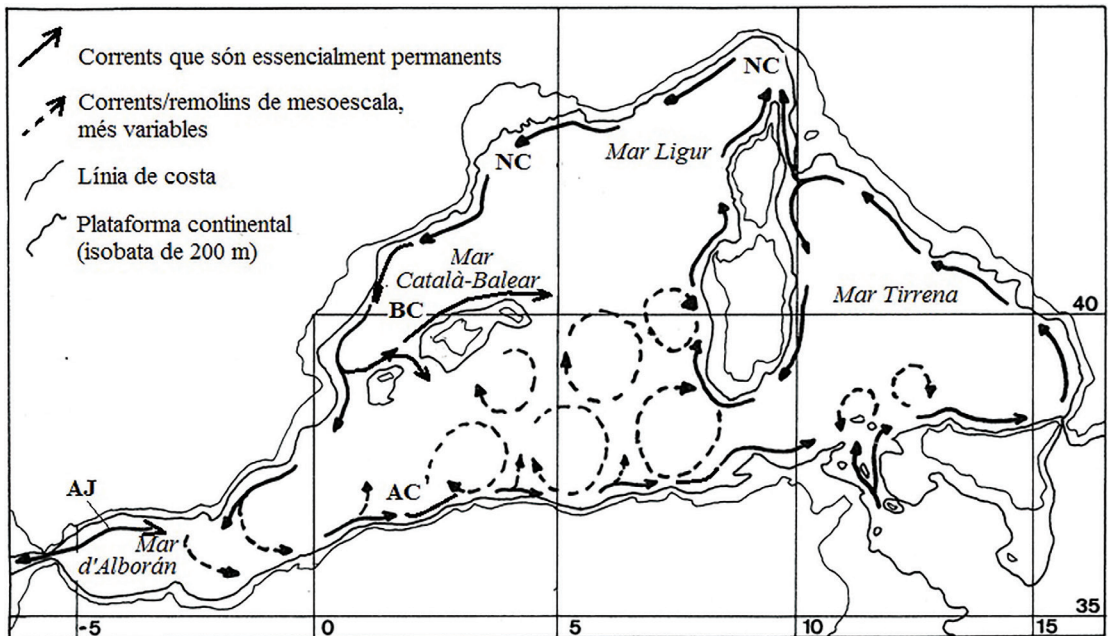 Corrents que són essencialment permanents
Corrents/remolins de mesoescala,
més variables
Línia de costa
Plataforma continental
(isobata de 200 m)
NC
Mar Ligur
NC
Mar
Català-Balear
BC
Mar Tirrena
40
AJ
AC
Mar
d'Alborán
35
-5
0
5
10
15